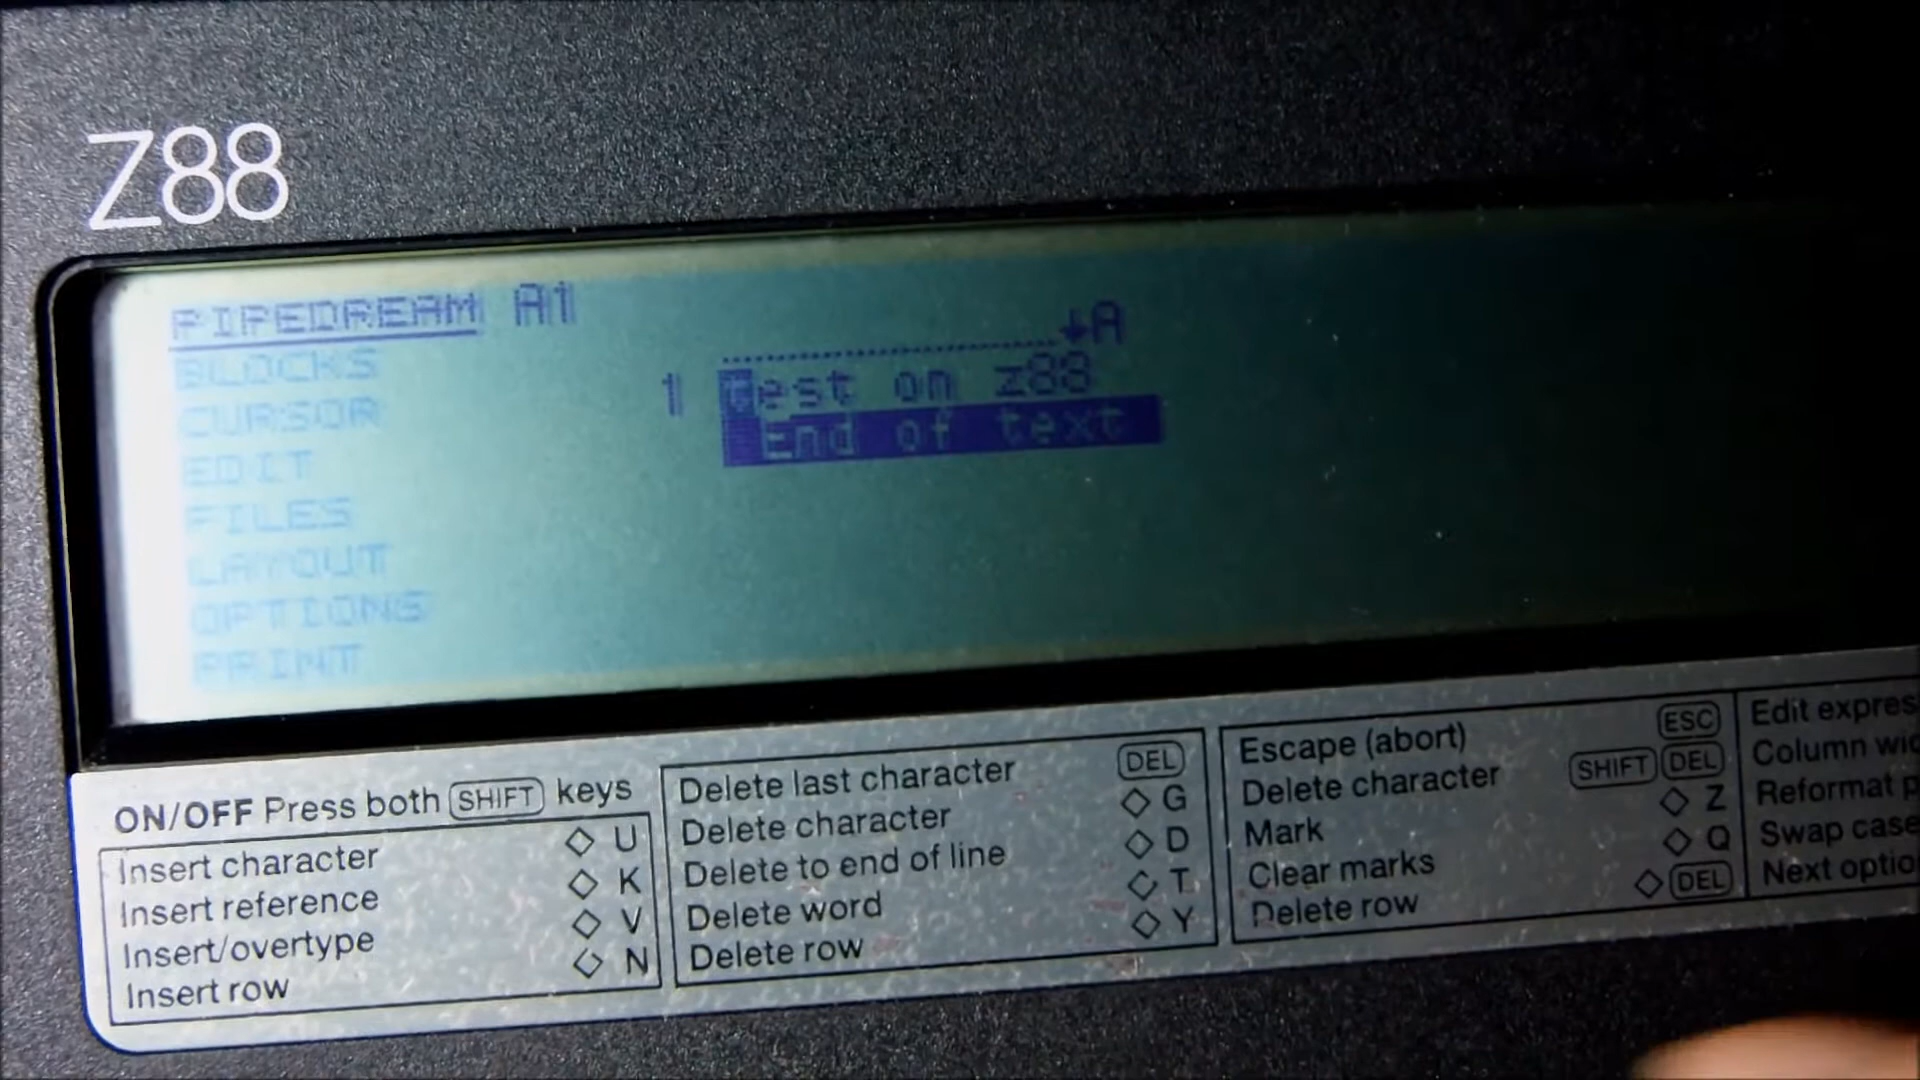 Z88
PIPEDREAM A1
↓A
BLOCKS
1 Test on z88
CURSOR
End of text
EDIT
FILES
LAYOUT
OPTIONS
PRINT
ON/OFF Press both SHIFT keys
Insert character ◇ U
Insert reference ◇ K
Insert/overtype ◇ V
Insert row ◇ N
Delete last character DEL
Delete character ◇ G
Delete to end of line ◇ D
Delete word ◇ T
Delete row ◇ Y
Escape (abort) ESC
Delete character SHIFT DEL
Mark ◇ Z
Clear marks ◇ Q
Delete row ◇ DEL
Edit expres
Column wid
Reformat p
Swap case
Next optio